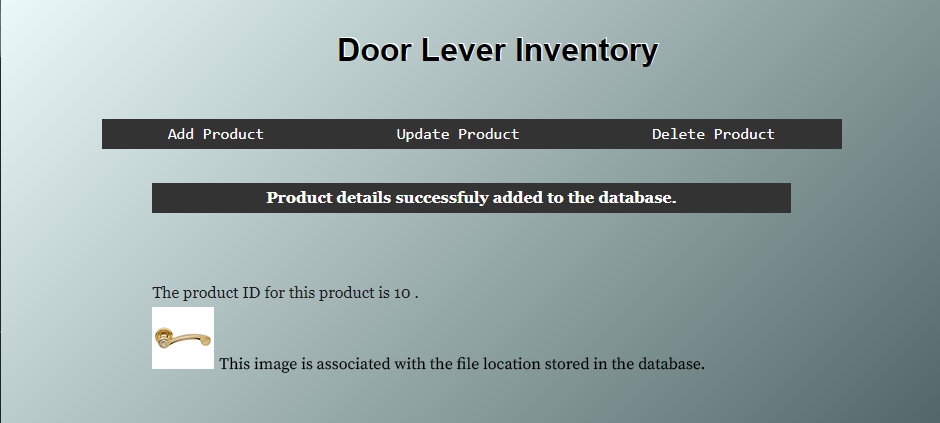 Door Lever Inventory
Add Product Update Product Delete Product
Product details successfuly added to the database.
The product ID for this product is 10 .
This image is associated with the file location stored in the database.